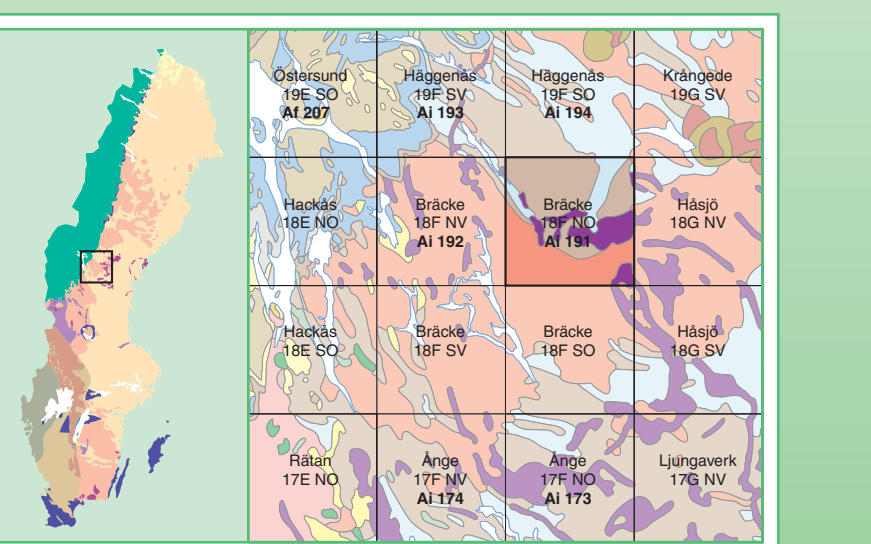 Östersund
19E SO
Af 207
Häggenås
19F SV
Ai 193
Häggenås
19F SO
Ai 194
Krångede
19G SV
Hackås
18E NO
Bräcke
18F NV
Ai 192
Bräcke
18F NO
Ai 191
Håsjö
18G NV
Hackås
18E SO
Bräcke
18F SV
Bräcke
18F SO
Håsjö
18G SV
Rätan
17E NO
Ånge
17F NV
Ai 174
Ånge
17F NO
Ai 173
Ljungaverk
17G NV